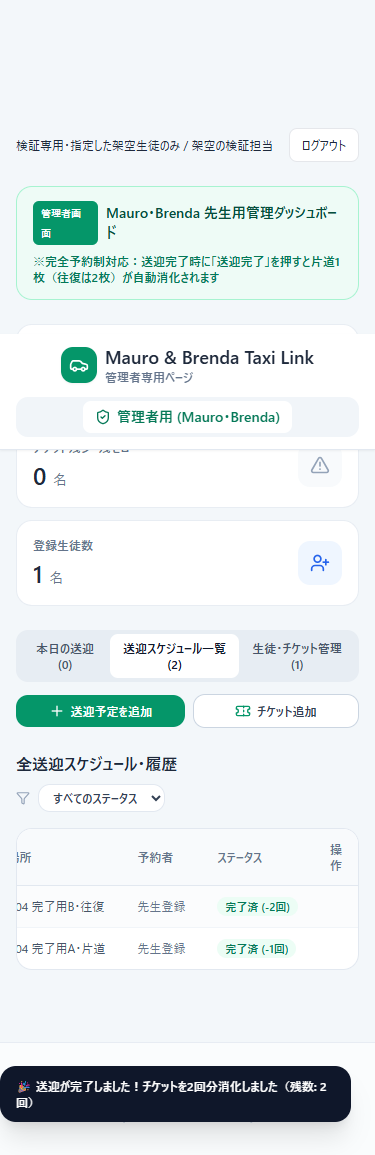 検証専用・指定した架空生徒のみ / 架空の検証担当
ログアウト
管理者画面
Mauro・Brenda 先生用管理ダッシュボード
※完全予約制対応：送迎完了時に「送迎完了」を押すと片道1
枚（往復は2枚）が自動消化されます
Mauro & Brenda Taxi Link
管理者専用ページ
管理者用 (Mauro・Brenda)
0 名
登録生徒数
1 名
本日の送迎
(0)
送迎スケジュール一覧
(2)
生徒・チケット管理
(1)
送迎予定を追加
チケット追加
全送迎スケジュール・履歴
すべてのステータス
所
予約者
ステータス
操作
04 完了用B・往復
先生登録
完了済 (-2回)
04 完了用A・片道
先生登録
完了済 (-1回)
🎉 送迎が完了しました！チケットを2回分消化しました（残数: 2
回）